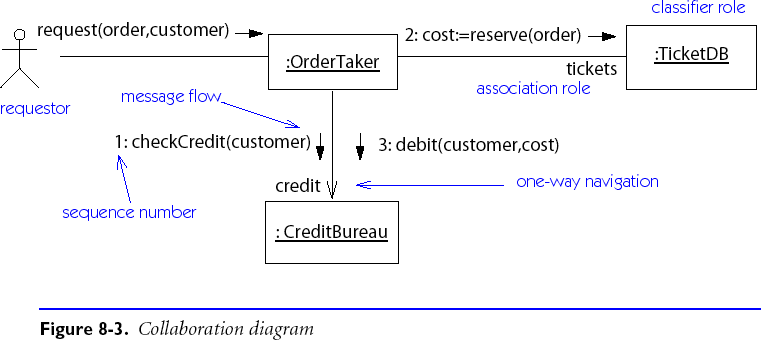 classifier role
request(order,customer)
2: cost:=reserve(order)
:OrderTaker
:TicketDB
tickets
requestor
message flow
association role
1: checkCredit(customer)
3: debit(customer,cost)
credit
one-way navigation
sequence number
: CreditBureau
Figure 8-3. Collaboration diagram